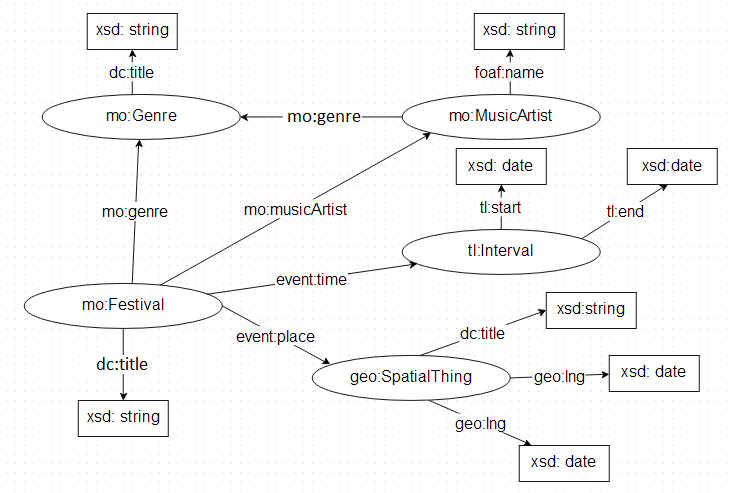 xsd: string
xsd: string
dc:title
foaf:name
mo:Genre
mo:genre
mo:MusicArtist
xsd: date
xsd:date
mo:genre
mo:musicArtist
tl:start
tl:end
tl:Interval
event:time
mo:Festival
xsd:string
event:place
dc:title
dc:title
geo:SpatialThing
geo:lng
xsd: date
xsd: string
geo:lng
xsd: date